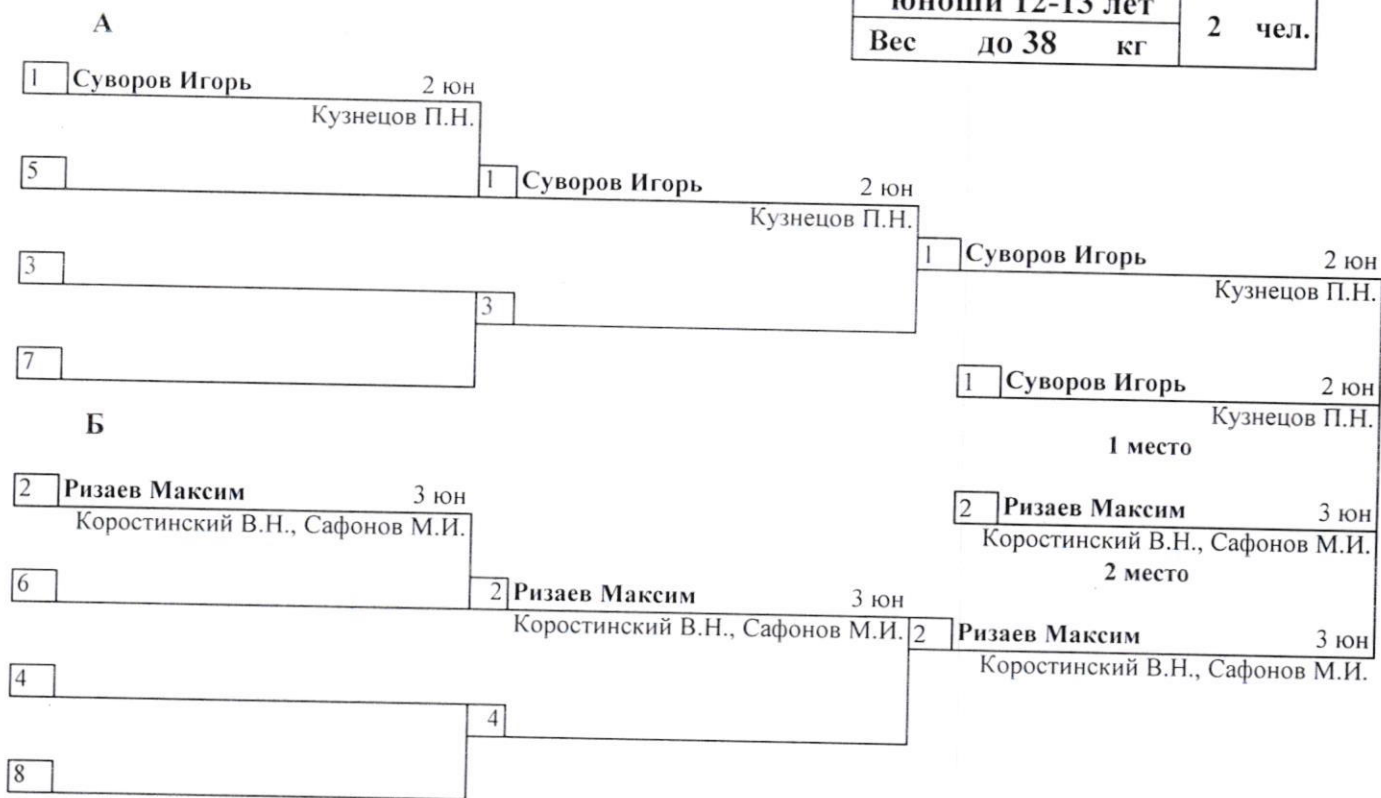 юноши 12-13 лет
2 чел.
Вес до 38 кг
А
1 Суворов Игорь 2 юн
Кузнецов П.Н.
5
1 Суворов Игорь 2 юн
Кузнецов П.Н.
3
1 Суворов Игорь 2 юн
Кузнецов П.Н.
3
7
1 Суворов Игорь 2 юн
Кузнецов П.Н.
1 место
Б
2 Ризаев Максим 3 юн
Коростинский В.Н., Сафонов М.И.
2 Ризаев Максим 3 юн
Коростинский В.Н., Сафонов М.И.
2 место
6
2 Ризаев Максим 3 юн
Коростинский В.Н., Сафонов М.И.
2 Ризаев Максим 3 юн
Коростинский В.Н., Сафонов М.И.
4
4
8